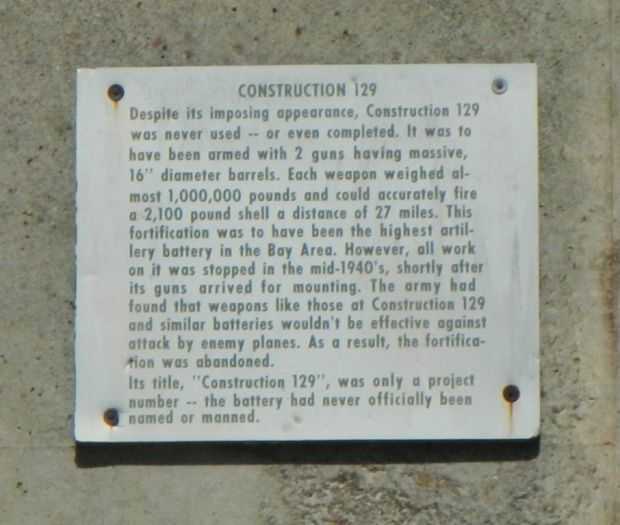 CONSTRUCTION 129
Despite its imposing appearance, Construction 129
was never used -- or even completed. It was to
have been armed with 2 guns having massive,
16" diameter barrels. Each weapon weighed al-
most 1,000,000 pounds and could accurately fire
a 2,100 pound shell a distance of 27 miles. This
fortification was to have been the highest artil-
lery battery in the Bay Area. However, all work
on it was stopped in the mid-1940's, shortly after
its guns arrived for mounting. The army had
found that weapons like those at Construction 129
and similar batteries wouldn't be effective against
attack by enemy planes. As a result, the fortifica-
tion was abandoned.
Its title, "Construction 129", was only a project
number -- the battery had never officially been
named or manned.